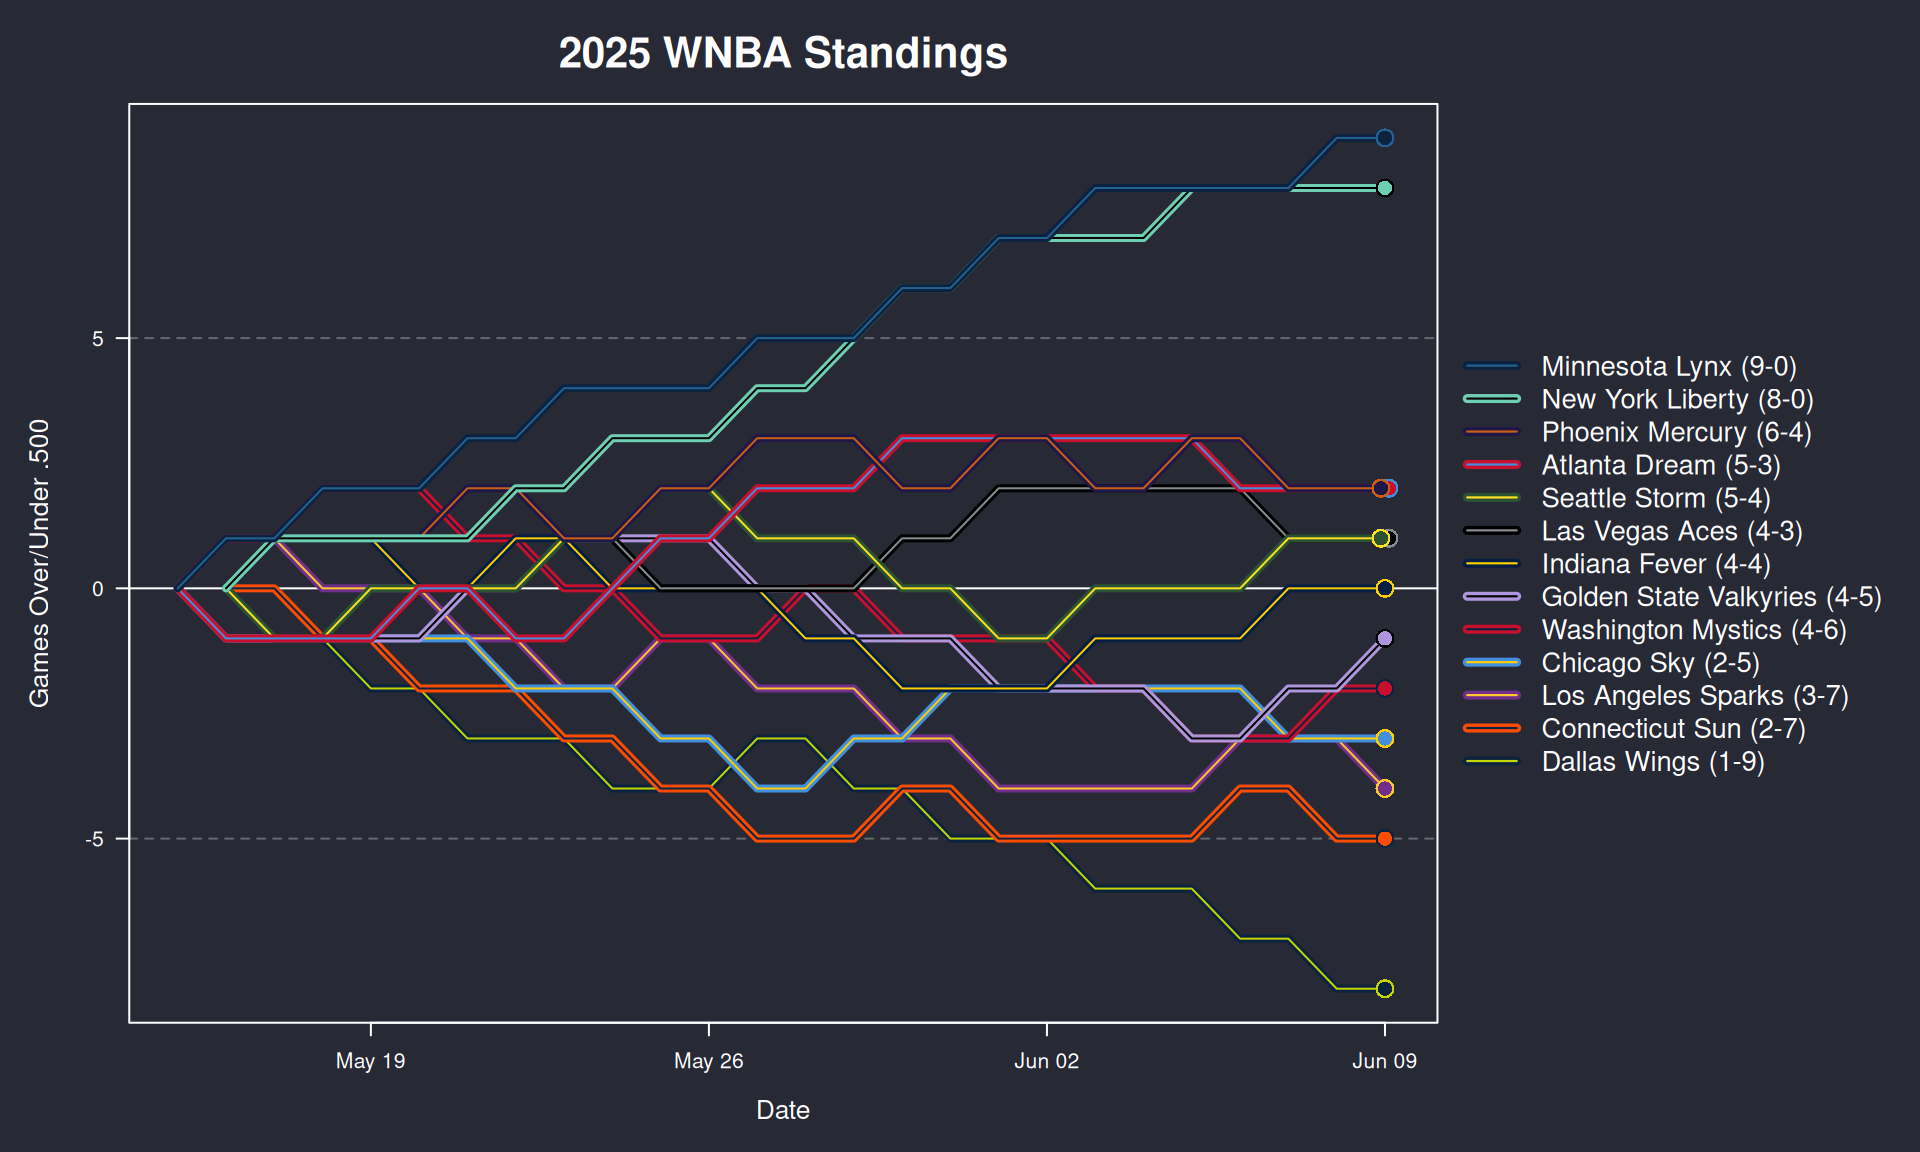 2025 WNBA Standings
Games Over/Under .500
5
0
-5
May 19
May 26
Jun 02
Jun 09
Date
Minnesota Lynx (9-0)
New York Liberty (8-0)
Phoenix Mercury (6-4)
Atlanta Dream (5-3)
Seattle Storm (5-4)
Las Vegas Aces (4-3)
Indiana Fever (4-4)
Golden State Valkyries (4-5)
Washington Mystics (4-6)
Chicago Sky (2-5)
Los Angeles Sparks (3-7)
Connecticut Sun (2-7)
Dallas Wings (1-9)